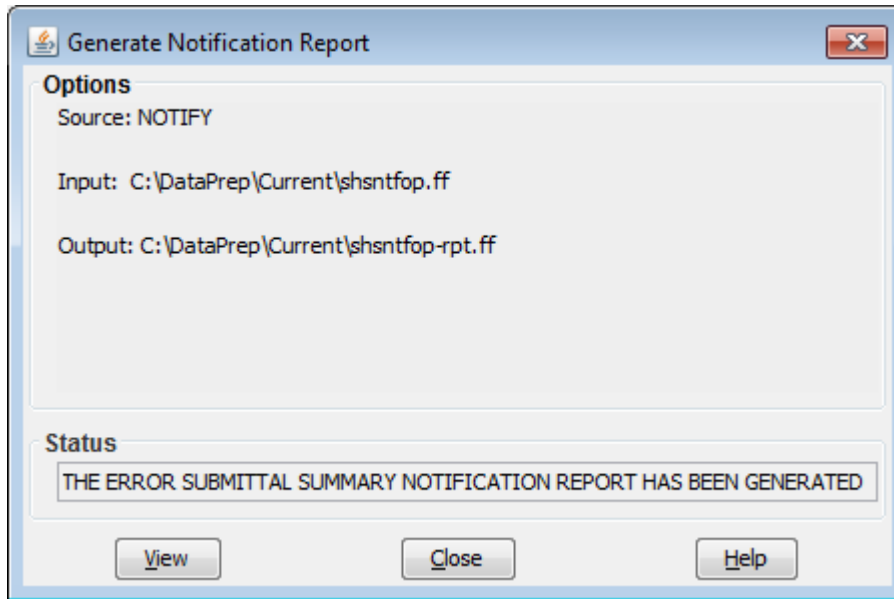 Generate Notification Report
Options
Source: NOTIFY
Input: C:\DataPrep\Current\shsntfop.ff
Output: C:\DataPrep\Current\shsntfop-rpt.ff
Status
THE ERROR SUBMITTAL SUMMARY NOTIFICATION REPORT HAS BEEN GENERATED
View Close Help